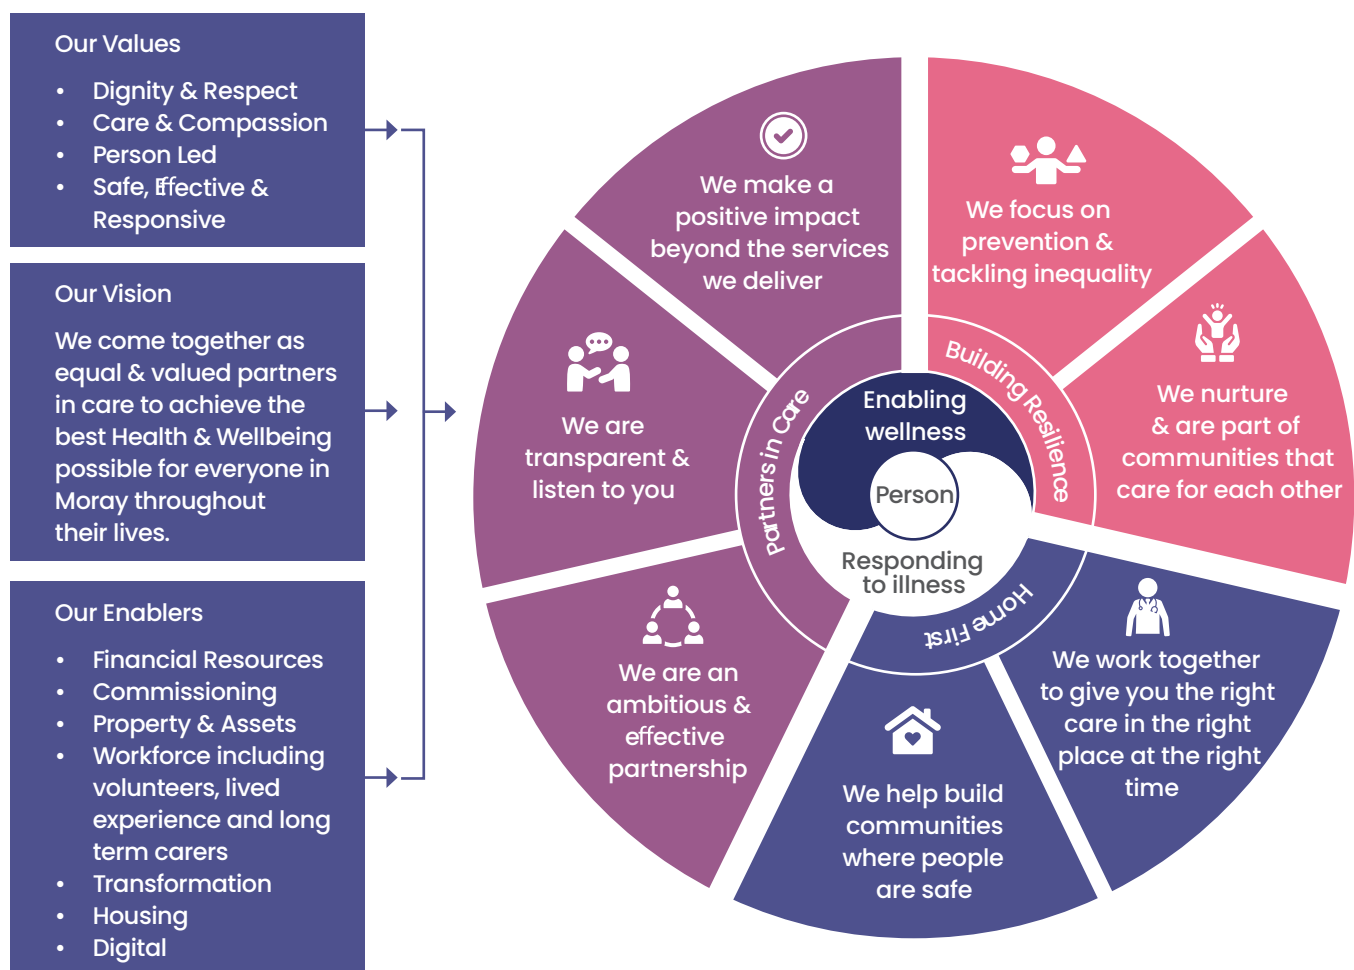 Our Values
• Dignity & Respect
• Care & Compassion
• Person Led
• Safe, Effective &
Responsive
Our Vision
We come together as
equal & valued partners
in care to achieve the
best Health & Wellbeing
possible for everyone in
Moray throughout
their lives.
Our Enablers
• Financial Resources
• Commissioning
• Property & Assets
• Workforce including
volunteers, lived
experience and long
term carers
• Transformation
• Housing
• Digital
We make a
positive impact
beyond the services
we deliver
We focus on
prevention &
tackling inequality
We nurture
& are part of
communities that
care for each other
We work together
to give you the right
care in the right
place at the right
time
We help build
communities
where people
are safe
We are an
ambitious &
effective
partnership
We are
transparent &
listen to you
Partners in Care
Building Resilience
Home First
Enabling
wellness
Person
Responding
to illness